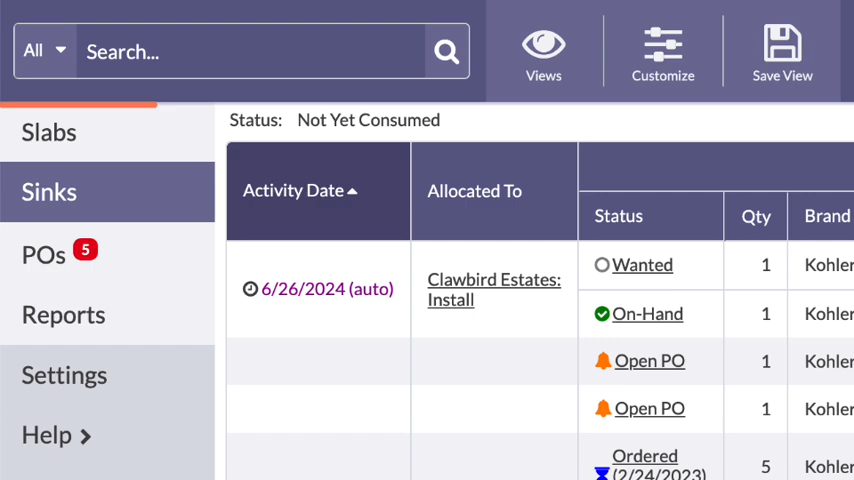 All
Search...
Views
Customize
Save View
Slabs
Sinks
POs 5
Reports
Settings
Help
Status: Not Yet Consumed
Activity Date
Allocated To
Status
Qty
Brand
6/26/2024 (auto)
Clawbird Estates:
Install
Wanted
1
Kohler
On-Hand
1
Kohler
Open PO
1
Kohler
Open PO
1
Kohler
Ordered
(2/24/2023)
5
Kohler